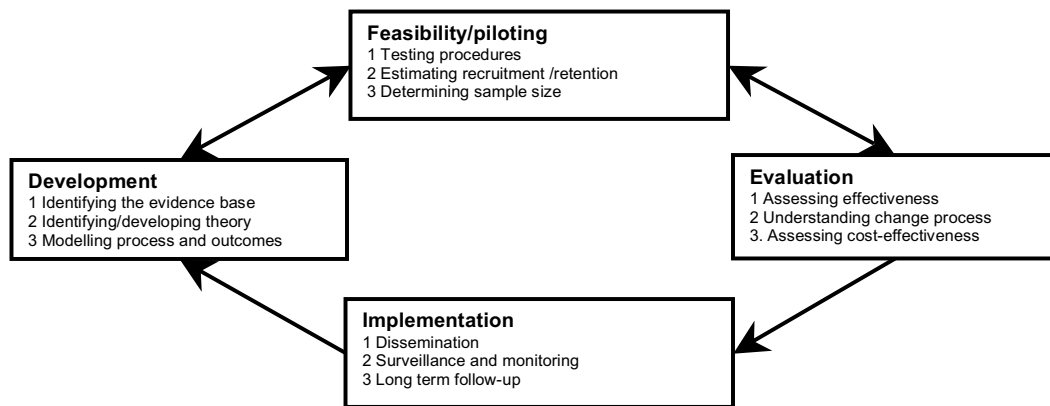 Feasibility/piloting
1 Testing procedures
2 Estimating recruitment /retention
3 Determining sample size
Development
1 Identifying the evidence base
2 Identifying/developing theory
3 Modelling process and outcomes
Evaluation
1 Assessing effectiveness
2 Understanding change process
3. Assessing cost-effectiveness
Implementation
1 Dissemination
2 Surveillance and monitoring
3 Long term follow-up